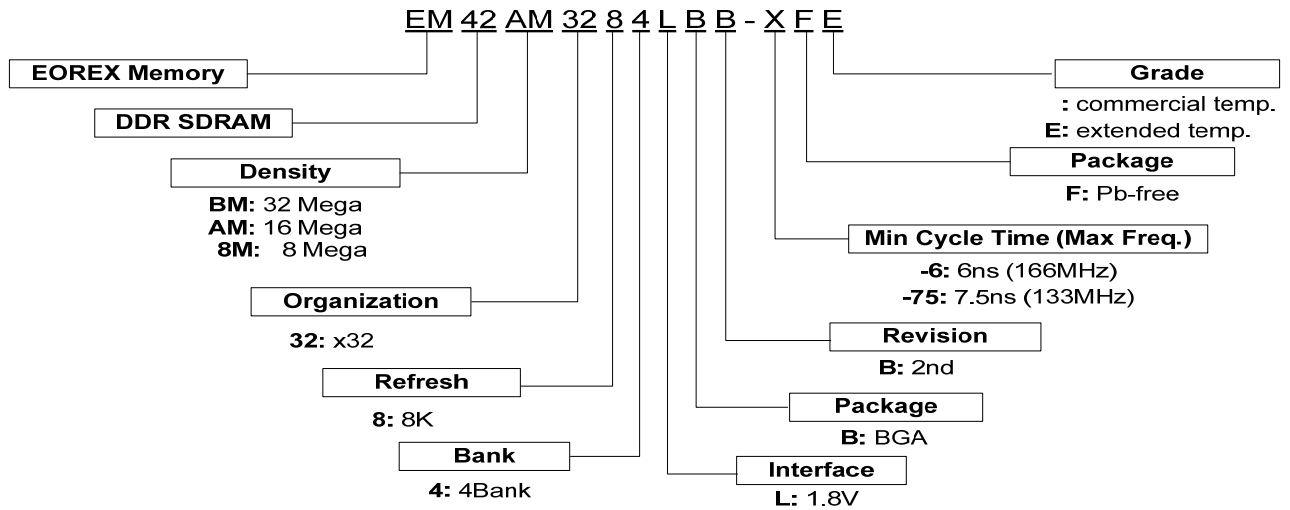 EM 42 AM 32 8 4 L B B - X F E
EOREX Memory
DDR SDRAM
Density
BM: 32 Mega
AM: 16 Mega
8M: 8 Mega
Organization
32: x32
Refresh
8: 8K
Bank
4: 4Bank
Grade
: commercial temp.
E: extended temp.
Package
F: Pb-free
Min Cycle Time (Max Freq.)
-6: 6ns (166MHz)
-75: 7.5ns (133MHz)
Revision
B: 2nd
Package
B: BGA
Interface
L: 1.8V